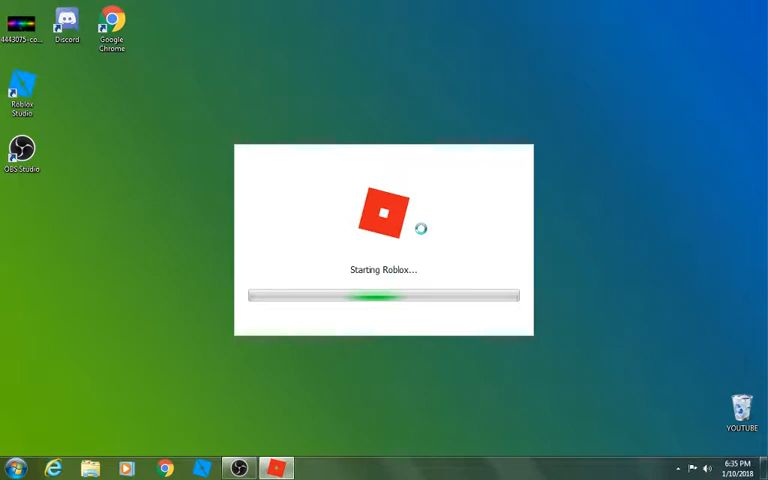 4443075-co...
Discord
Google
Chrome
Roblox
Studio
OBS Studio
Starting Roblox...
YOUTUBE
6:35 PM
1/10/2018